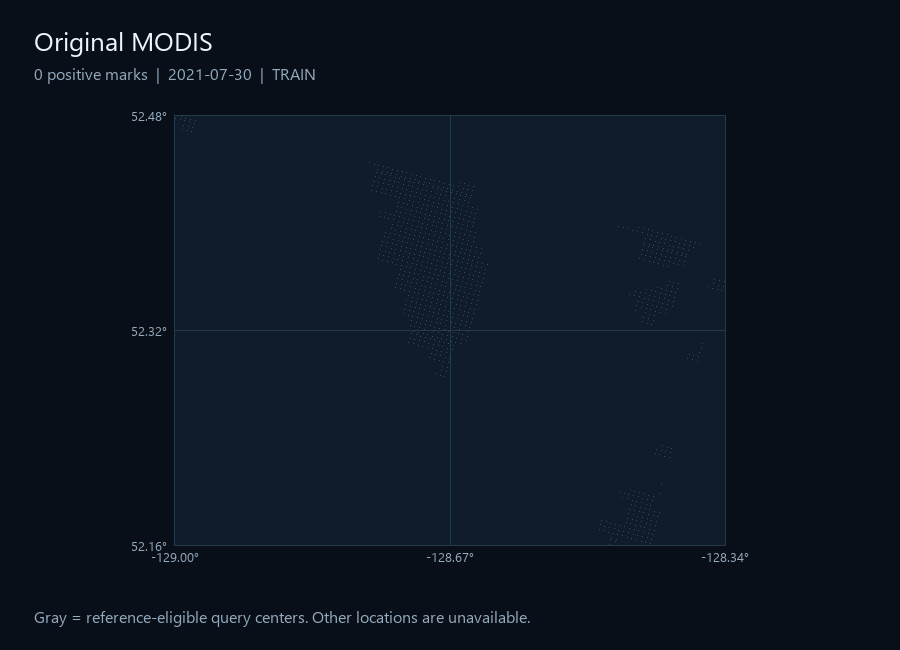 Original MODIS
0 positive marks | 2021-07-30 | TRAIN
52.48°
52.32°
52.16°
-129.00°
-128.67°
-128.34°
Gray = reference-eligible query centers. Other locations are unavailable.